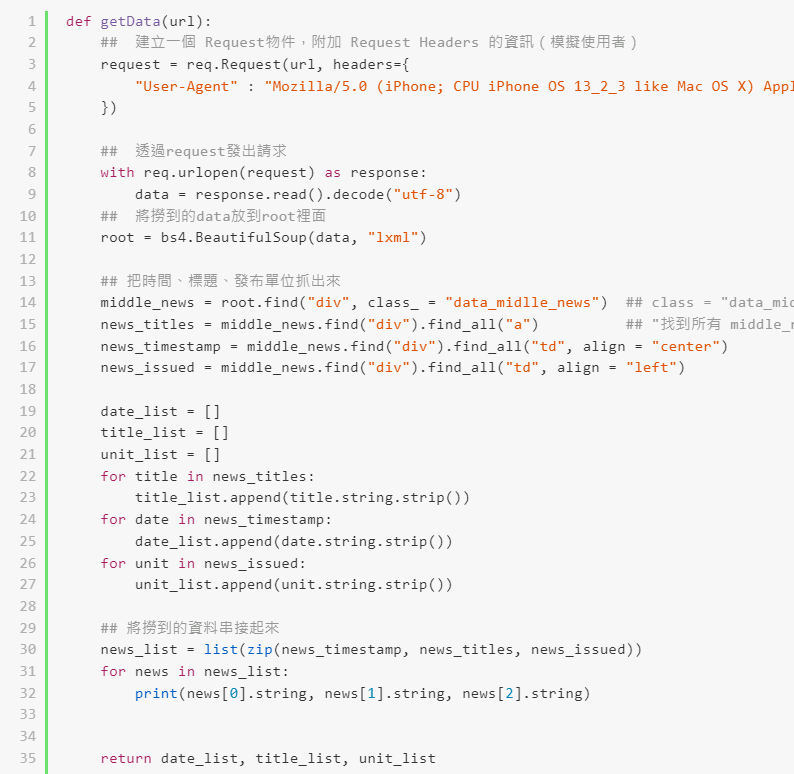 1 def getData(url):
2     ##  建立一個 Request物件，附加 Request Headers 的資訊（模擬使用者）
3     request = req.Request(url, headers={
4         "User-Agent" : "Mozilla/5.0 (iPhone; CPU iPhone OS 13_2_3 like Mac OS X) Appl
5     })
6
7     ##  透過request發出請求
8     with req.urlopen(request) as response:
9         data = response.read().decode("utf-8")
10     ##  將撈到的data放到root裡面
11     root = bs4.BeautifulSoup(data, "lxml")
12
13     ## 把時間、標題、發布單位抓出來
14     middle_news = root.find("div", class_ = "data_midlle_news")  ## class = "data_mid
15     news_titles = middle_news.find("div").find_all("a")          ## "找到所有 middle_n
16     news_timestamp = middle_news.find("div").find_all("td", align = "center")
17     news_issued = middle_news.find("div").find_all("td", align = "left")
18
19     date_list = []
20     title_list = []
21     unit_list = []
22     for title in news_titles:
23         title_list.append(title.string.strip())
24     for date in news_timestamp:
25         date_list.append(date.string.strip())
26     for unit in news_issued:
27         unit_list.append(unit.string.strip())
28
29     ## 將撈到的資料串接起來
30     news_list = list(zip(news_timestamp, news_titles, news_issued))
31     for news in news_list:
32         print(news[0].string, news[1].string, news[2].string)
33
34
35     return date_list, title_list, unit_list